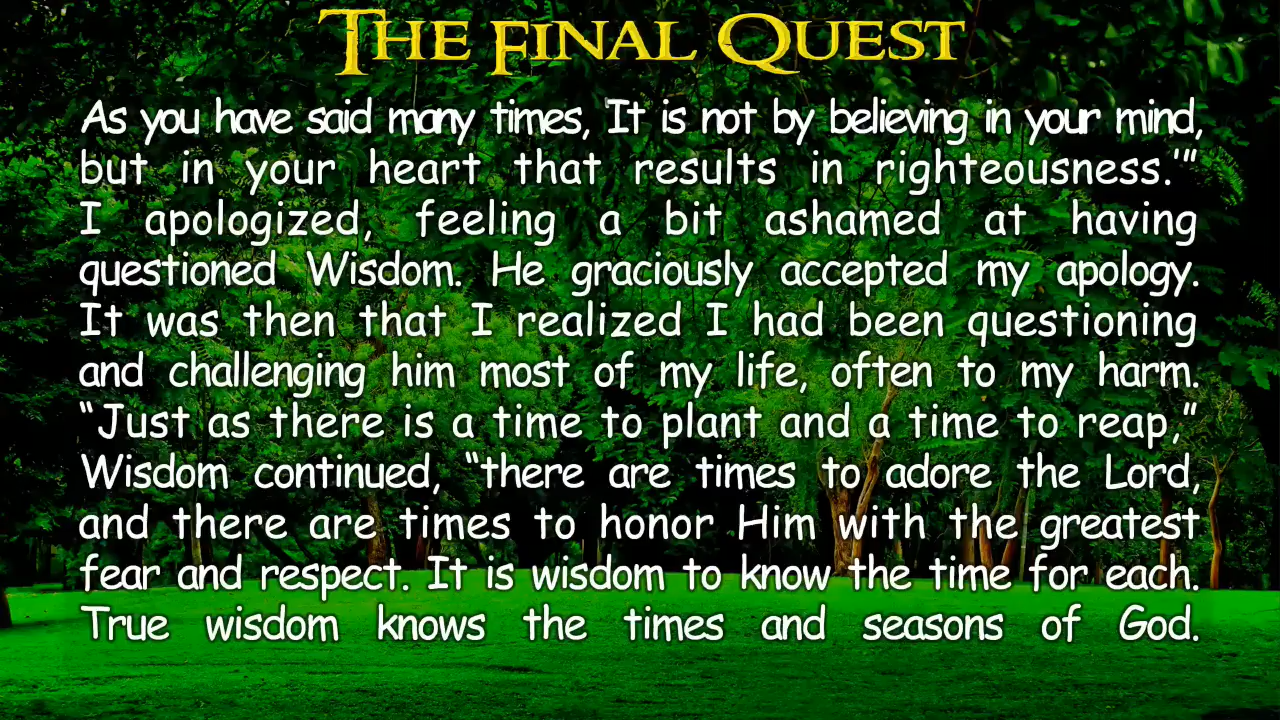 THE FINAL QUEST
As you have said many times, 'It is not by believing in your mind,
but in your heart that results in righteousness.'"
I apologized, feeling a bit ashamed at having
questioned Wisdom. He graciously accepted my apology.
It was then that I realized I had been questioning
and challenging him most of my life, often to my harm.
“Just as there is a time to plant and a time to reap,”
Wisdom continued, “there are times to adore the Lord,
and there are times to honor Him with the greatest
fear and respect. It is wisdom to know the time for each.
True wisdom knows the times and seasons of God.